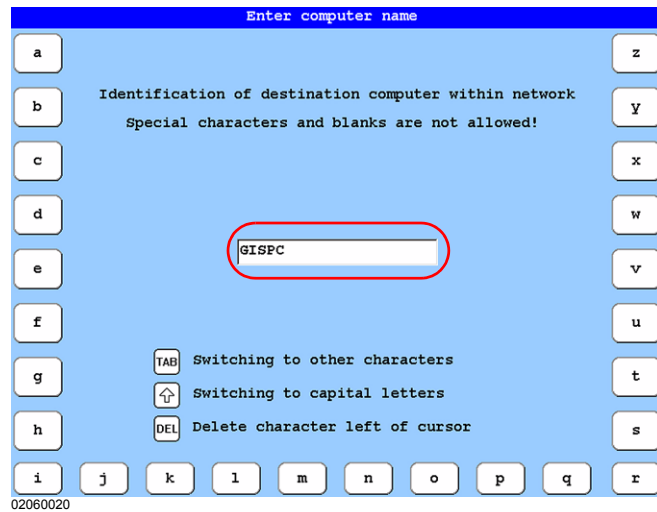 Enter computer name
a
z
Identification of destination computer within network
b
y
Special characters and blanks are not allowed!
c
x
d
w
GISPC
e
v
f
u
TAB Switching to other characters
g
t
Switching to capital letters
h
DEL Delete character left of cursor
s
i j k l m n o p q r
02060020